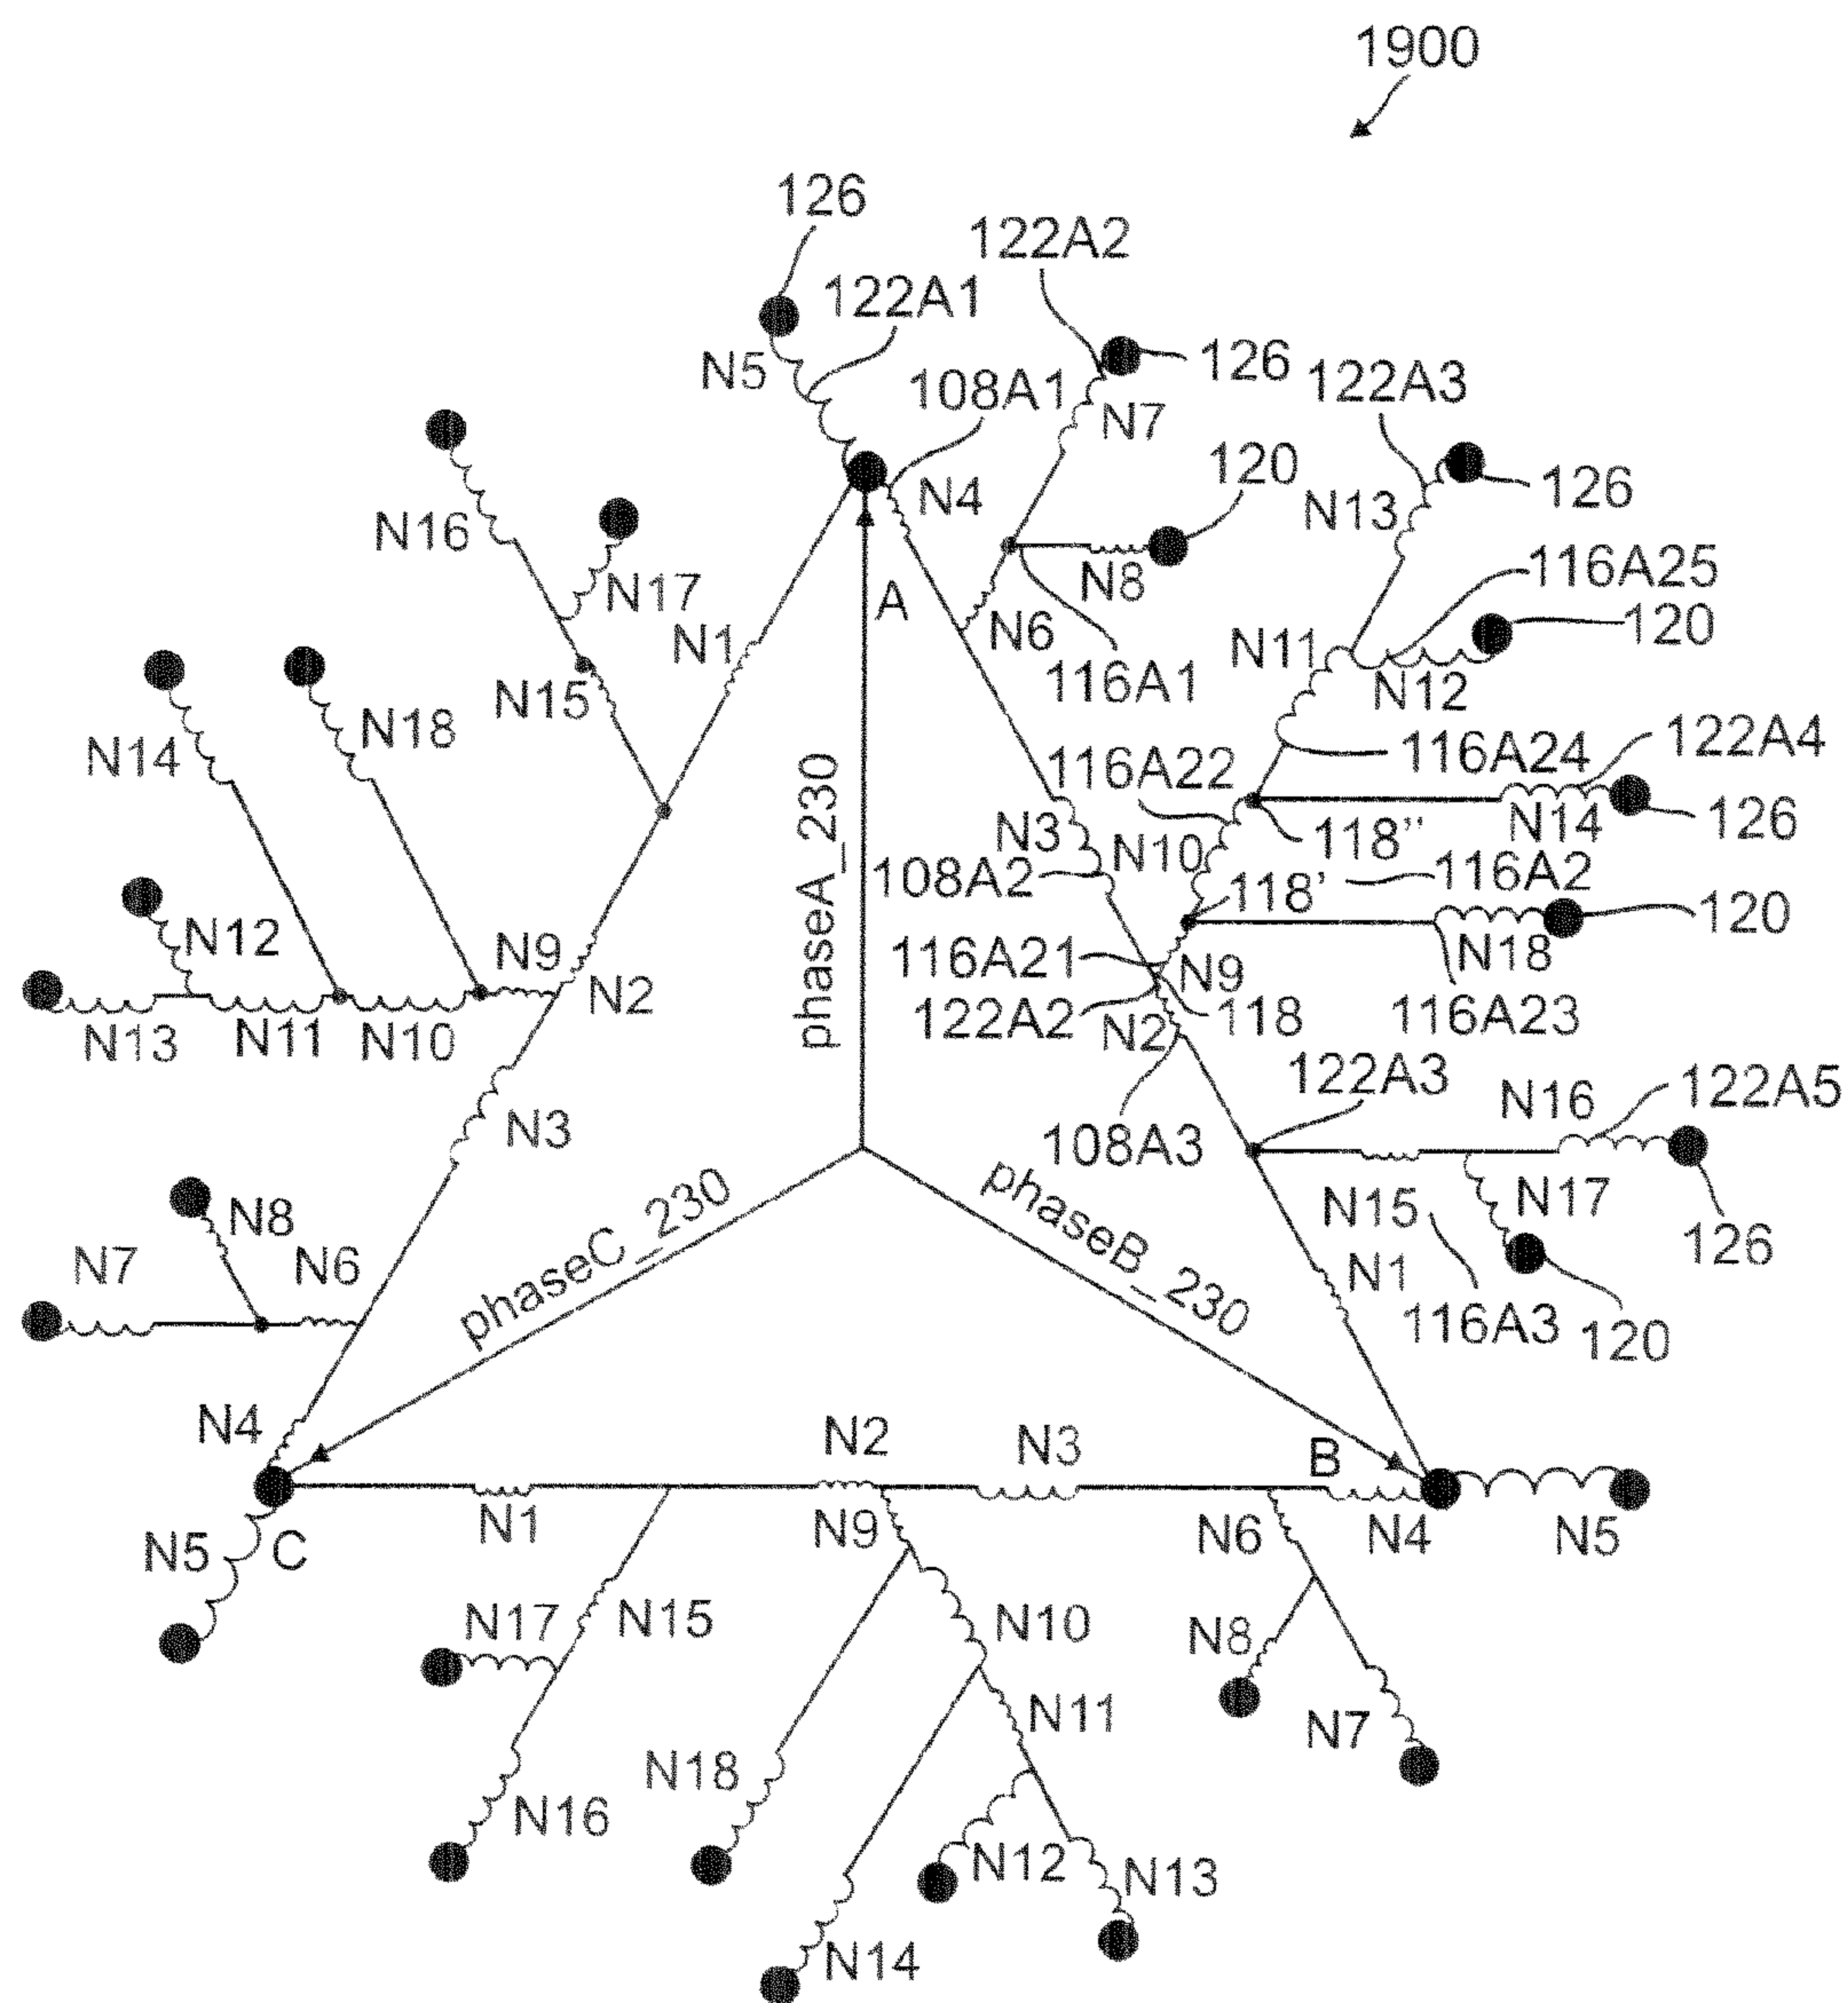 1900
126
122A2
122A1
N5
126
122A3
108A1
N7
N4
120
N13
126
N16
N17
A
N8
116A25
N1
N6
N11
120
N15
116A1
N12
N14
N18
116A22
116A24
122A4
phaseA_230
N3
N10
118"
N14
126
108A2
118'
116A2
N12
N9
116A21
N9
N18
120
N2
122A2
N2
118
116A23
N13
N11
N10
N3
108A3
122A3
N16
122A5
phaseC_230
phaseB_230
N15
N17
126
N8
N7
N6
N1
116A3
120
N4
N2
N3
B
N5
C
N1
N9
N6
N4
N5
N17
N15
N10
N8
N11
N7
N18
N16
N12
N13
N14